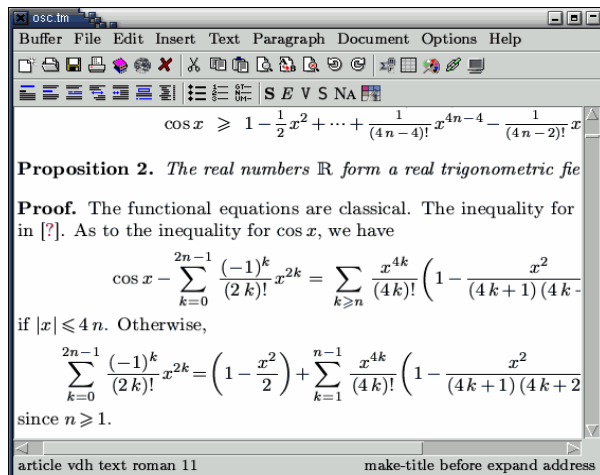 osc.tm
Buffer File Edit Insert Text Paragraph Document Options Help
S E V S NA
cos x ⩾ 1 − 1/2 x^2 + ··· + 1/(4n−4)! x^{4n−4} − 1/(4n−2)! x
Proposition 2. The real numbers ℝ form a real trigonometric fie
Proof. The functional equations are classical. The inequality for
in [?]. As to the inequality for cos x, we have
cos x − ∑_{k=0}^{2n−1} (−1)^k/(2k)! x^{2k} = ∑_{k⩾n} x^{4k}/(4k)! (1 − x^2/(4k+1)(4k-
if |x| ⩽ 4n. Otherwise,
∑_{k=0}^{2n−1} (−1)^k/(2k)! x^{2k} = (1 − x^2/2) + ∑_{k=1}^{n−1} x^{4k}/(4k)! (1 − x^2/(4k+1)(4k+2
since n ⩾ 1.
article vdh text roman 11 make-title before expand address